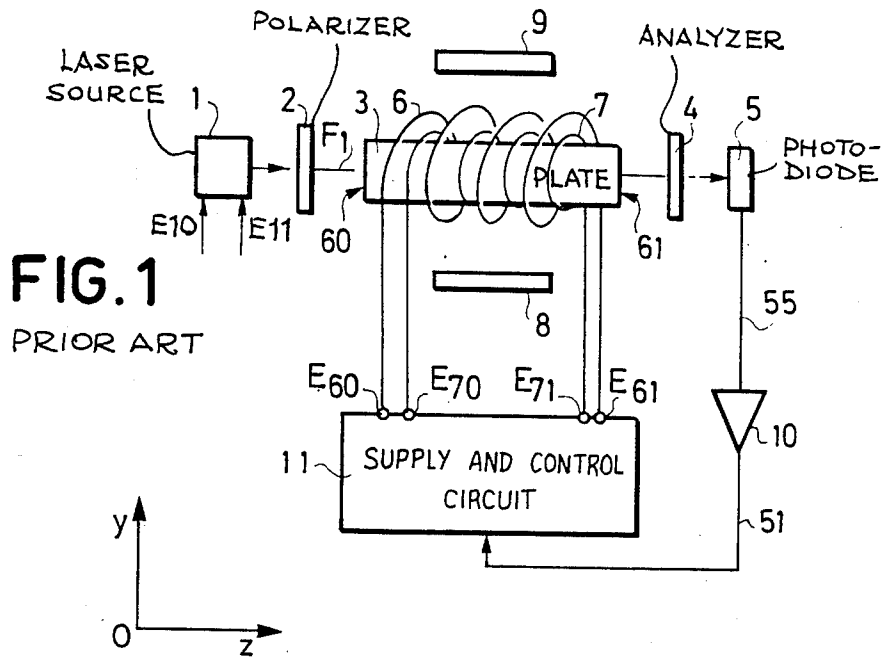 POLARIZER
9
ANALYZER
LASER
SOURCE
1
2
F1
3
6
7
4
5
PHOTO-
DIODE
PLATE
E10
E11
60
61
FIG.1
PRIOR ART
8
55
E60
E70
E71
E61
10
11
SUPPLY AND CONTROL
CIRCUIT
51
y
O
z